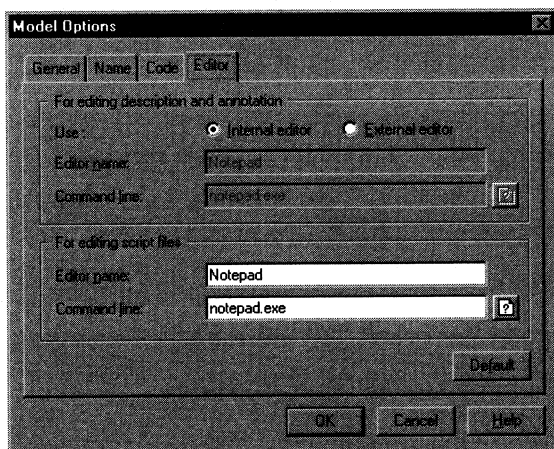 Model Options
General Name Code Editor
For editing description and annotation
Use : Internal editor External editor
Editor name: Notepad
Command line: notepad.exe
For editing script files
Editor name: Notepad
Command line: notepad.exe
Default
OK Cancel Help